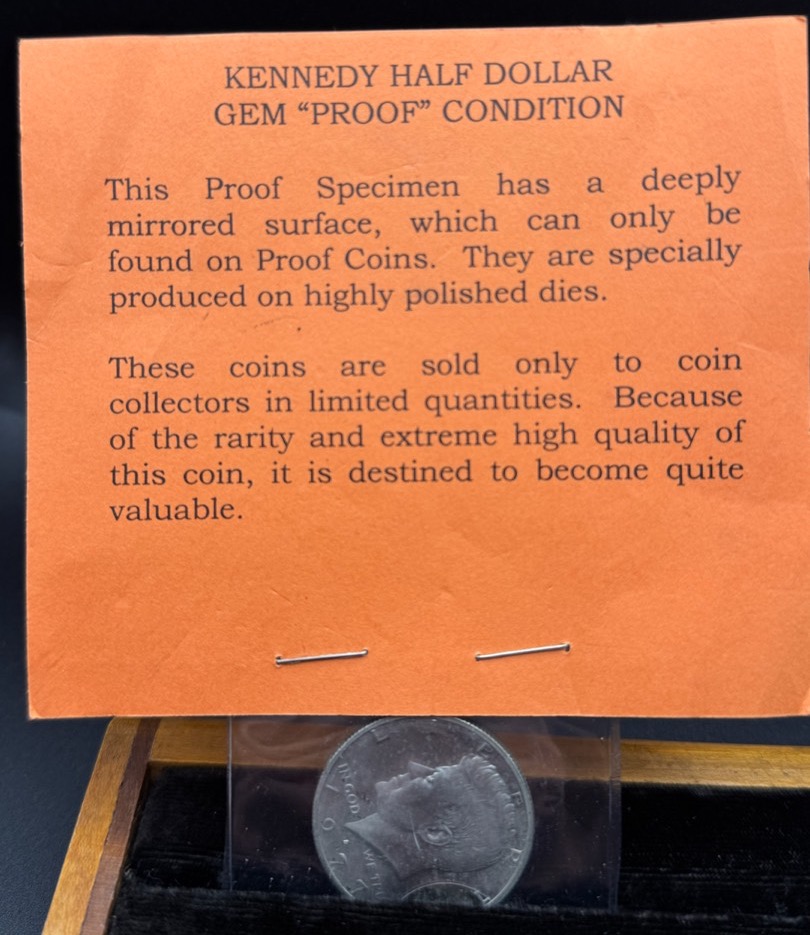 KENNEDY HALF DOLLAR
GEM “PROOF” CONDITION
This Proof Specimen has a deeply
mirrored surface, which can only be
found on Proof Coins. They are specially
produced on highly polished dies.
These coins are sold only to coin
collectors in limited quantities. Because
of the rarity and extreme high quality of
this coin, it is destined to become quite
valuable.
IN GOD
WE